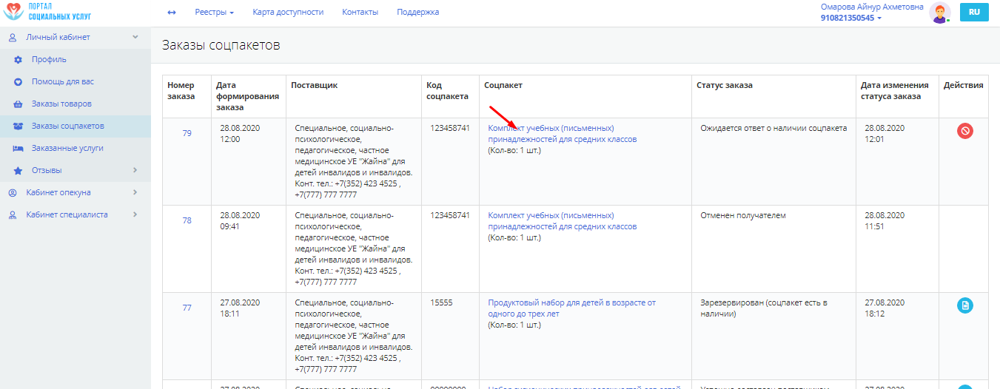 ПОРТАЛ
СОЦИАЛЬНЫХ УСЛУГ
Реестры
Карта доступности
Контакты
Поддержка
Омарова Айнур Ахметовна
910821350545
RU
Личный кабинет
Профиль
Помощь для вас
Заказы товаров
Заказы соцпакетов
Заказанные услуги
Отзывы
Кабинет опекуна
Кабинет специалиста
Заказы соцпакетов
Номер
заказа
Дата
формирования
заказа
Поставщик
Код
соцпакета
Соцпакет
Статус заказа
Дата изменения
статуса заказа
Действия
79
28.08.2020
12:00
Специальное, социально-
психологическое,
педагогическое, частное
медицинское УЕ "Жайна" для
детей инвалидов и инвалидов.
Конт. тел.: +7(352) 423 4525 ,
+7(777) 777 7777
123458741
Комплект учебных (письменных)
принадлежностей для средних классов
(Кол-во: 1 шт.)
Ожидается ответ о наличии соцпакета
28.08.2020
12:01
78
28.08.2020
09:41
Специальное, социально-
психологическое,
педагогическое, частное
медицинское УЕ "Жайна" для
детей инвалидов и инвалидов.
Конт. тел.: +7(352) 423 4525 ,
+7(777) 777 7777
123458741
Комплект учебных (письменных)
принадлежностей для средних классов
(Кол-во: 1 шт.)
Отменен получателем
28.08.2020
11:51
77
27.08.2020
18:11
Специальное, социально-
психологическое,
педагогическое, частное
медицинское УЕ "Жайна" для
детей инвалидов и инвалидов.
Конт. тел.: +7(352) 423 4525 ,
+7(777) 777 7777
15555
Продуктовый набор для детей в возрасте от
одного до трех лет
(Кол-во: 1 шт.)
Зарезервирован (соцпакет есть в
наличии)
27.08.2020
18:12